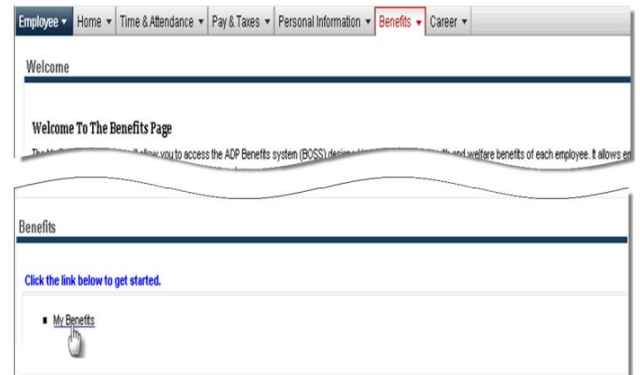 Employee Home Time & Attendance Pay & Taxes Personal Information Benefits Career
Welcome
Welcome To The Benefits Page
allow you to access the ADP Benefits system (BOSS) and welfare benefits of each employee. It allows
Benefits
Click the link below to get started.
My Benefits